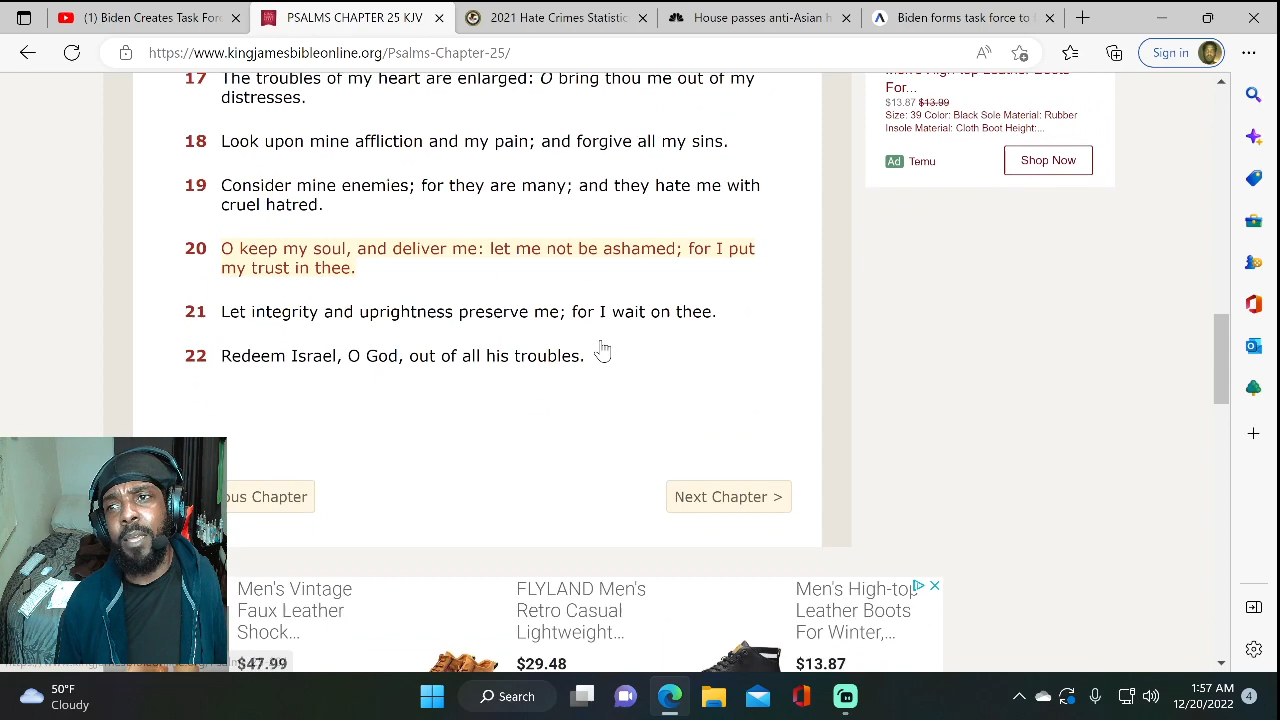 (1) Biden Creates Task For
PSALMS CHAPTER 25 KJV
2021 Hate Crimes Statistic
House passes anti-Asian h
Biden forms task force to
https://www.kingjamesbibleonline.org/Psalms-Chapter-25/
Sign in
17 The troubles of my heart are enlarged: O bring thou me out of my
distresses.
18 Look upon mine affliction and my pain; and forgive all my sins.
19 Consider mine enemies; for they are many; and they hate me with
cruel hatred.
20 O keep my soul, and deliver me: let me not be ashamed; for I put
my trust in thee.
21 Let integrity and uprightness preserve me; for I wait on thee.
22 Redeem Israel, O God, out of all his troubles.
ous Chapter
Next Chapter >
Men's High-top Leather Boots
For...
$13.87 $13.99
Size: 39 Color: Black Sole Material: Rubber
Insole Material: Cloth Boot Height:...
Ad Temu
Shop Now
Men's Vintage
Faux Leather
Shock...
$47.99
FLYLAND Men's
Retro Casual
Lightweight...
$29.48
Men's High-top
Leather Boots
For Winter,...
$13.87
50°F
Cloudy
Search
1:57 AM
12/20/2022
4